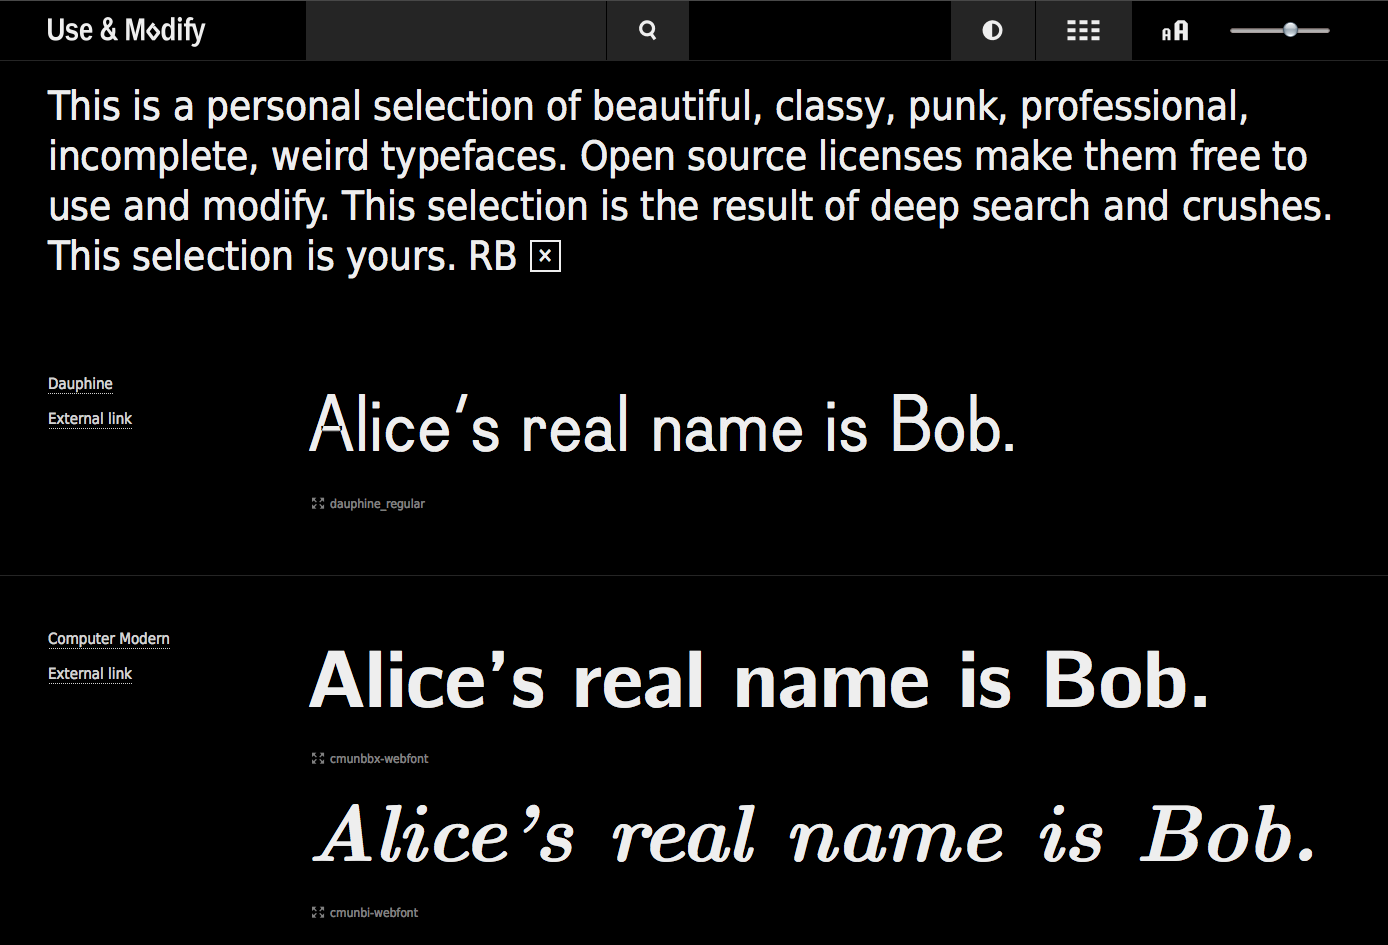 Use & Modify
AA
This is a personal selection of beautiful, classy, punk, professional,
incomplete, weird typefaces. Open source licenses make them free to
use and modify. This selection is the result of deep search and crushes.
This selection is yours. RB
Dauphine
External link
Alice’s real name is Bob.
dauphine_regular
Computer Modern
External link
Alice’s real name is Bob.
cmunbbx-webfont
Alice’s real name is Bob.
cmunbi-webfont